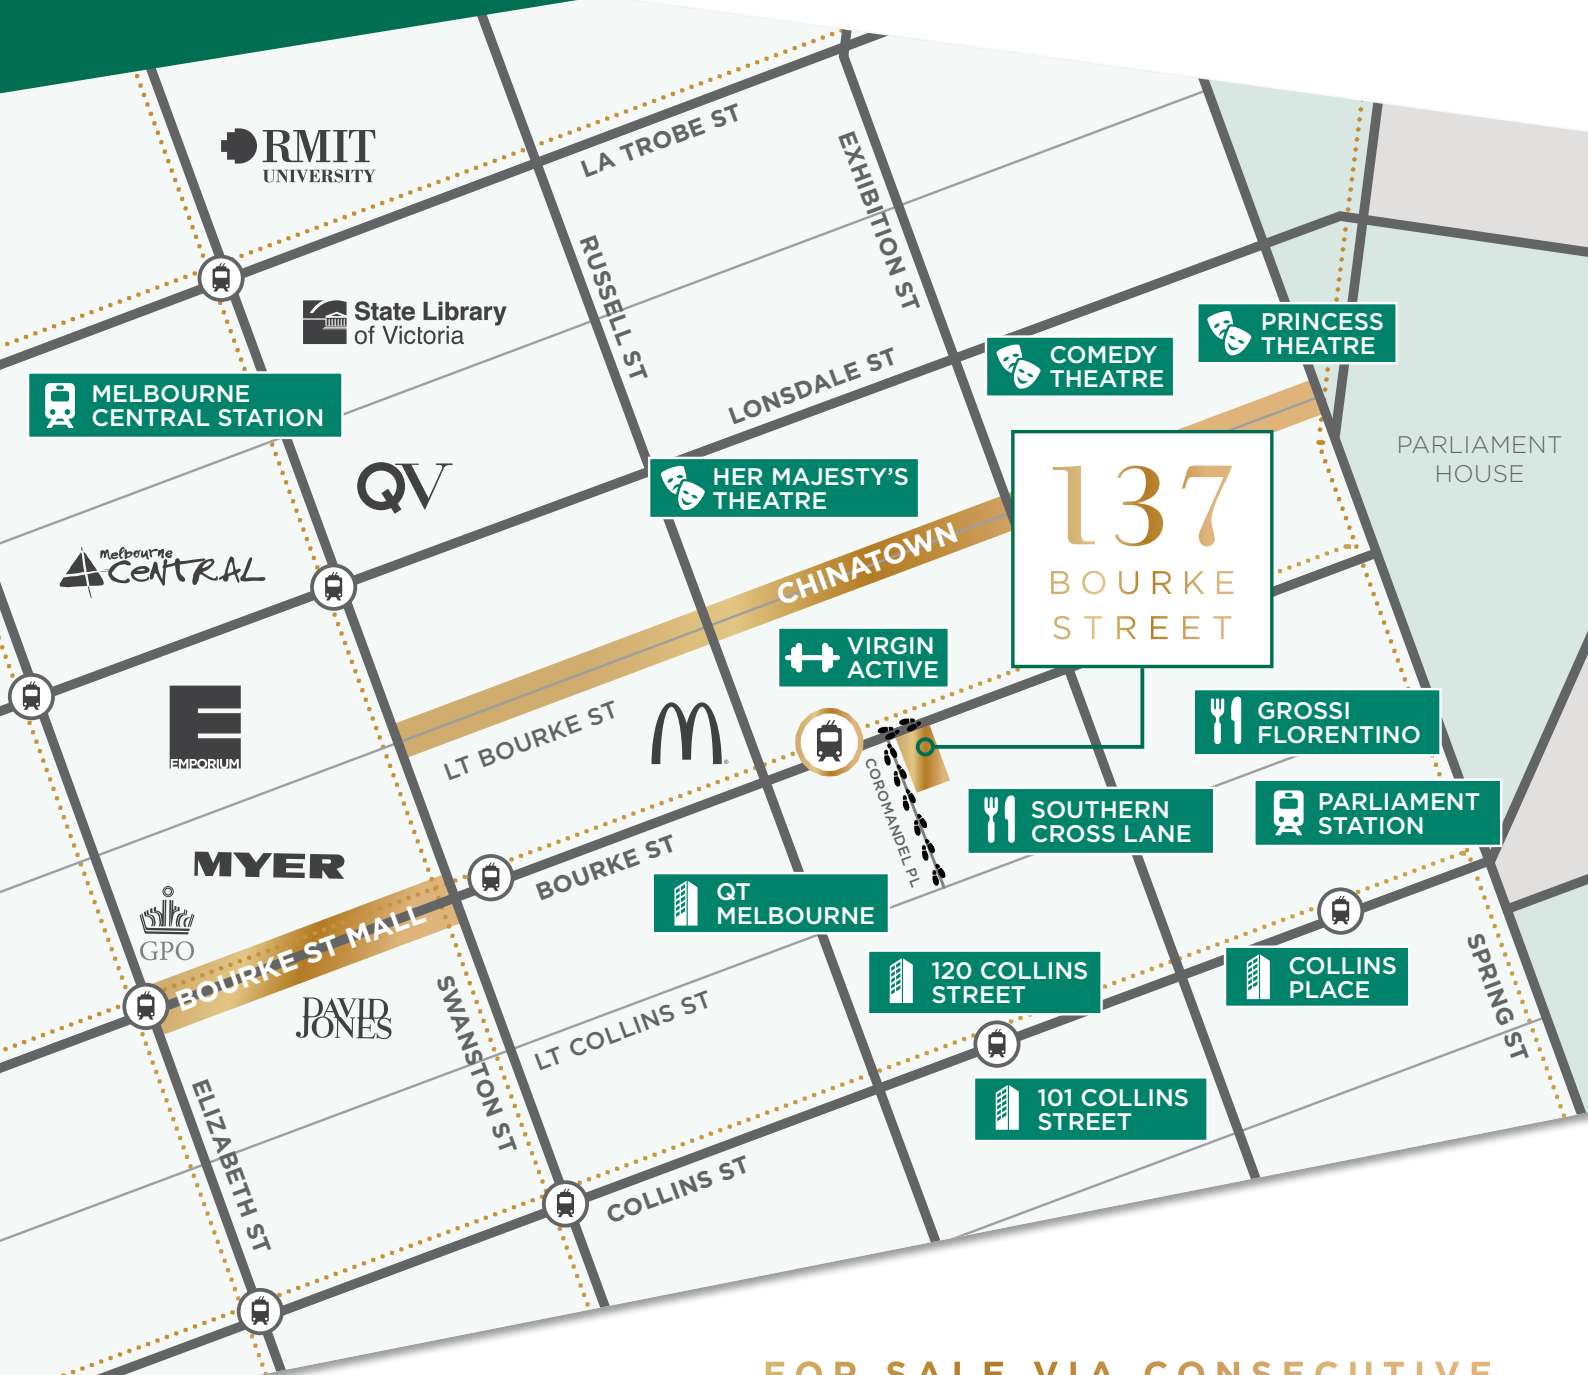 RMIT
UNIVERSITY
LA TROBE ST
EXHIBITION ST
RUSSELL ST
State Library
of Victoria
PRINCESS
THEATRE
COMEDY
THEATRE
MELBOURNE
CENTRAL STATION
LONSDALE ST
PARLIAMENT
HOUSE
QV
HER MAJESTY'S
THEATRE
137
BOURKE
STREET
CHINATOWN
melbourne
CENTRAL
VIRGIN
ACTIVE
EMPORIUM
LT BOURKE ST
GROSSI
FLORENTINO
COROMANDEL PL
SOUTHERN
CROSS LANE
PARLIAMENT
STATION
MYER
BOURKE ST
GPO
QT
MELBOURNE
BOURKE ST MALL
DAVID
JONES
SWANSTON ST
LT COLLINS ST
120 COLLINS
STREET
COLLINS
PLACE
SPRING ST
101 COLLINS
STREET
ELIZABETH ST
COLLINS ST
FOR SALE VIA CONSECUTIVE